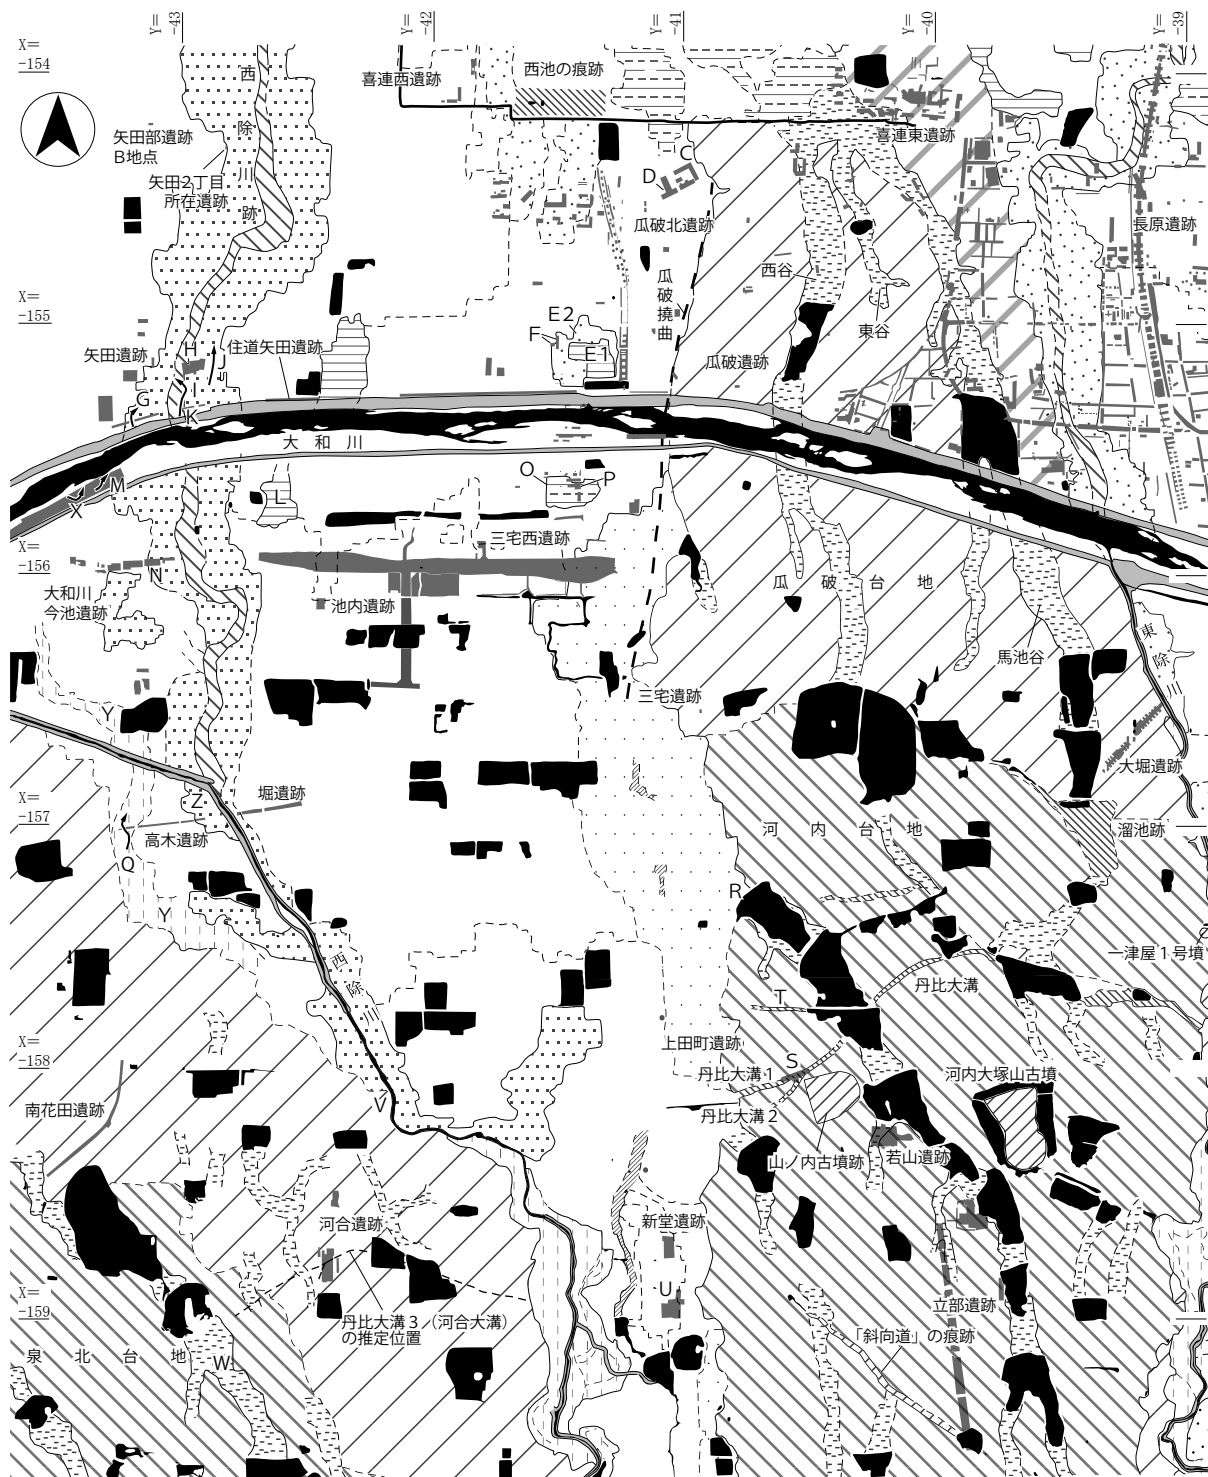 Y=
-43
Y=
-42
Y=
-41
Y=
-40
Y=
-39
X=
-154
西
除
川
跡
喜連西遺跡
西池の痕跡
喜連東遺跡
矢田部遺跡
B地点
矢田2丁目
所在遺跡
C
D
瓜破北遺跡
長原遺跡
西谷
瓜破撓曲
東谷
X=
-155
E2
F
E1
矢田遺跡
H
J
住道矢田遺跡
瓜破遺跡
G
K
大和川
M
X
L
O
P
三宅西遺跡
X=
-156
N
大和川
今池遺跡
池内遺跡
瓜破台地
馬池谷
東
除
川
三宅遺跡
Y
大堀遺跡
X=
-157
Z
堀遺跡
高木遺跡
Q
河内台地
溜池跡
R
Y
西
除
川
一津屋1号墳
丹比大溝
T
X=
-158
上田町遺跡
S
丹比大溝1
河内大塚山古墳
丹比大溝2
V
南花田遺跡
山ノ内古墳跡
若山遺跡
河合遺跡
新堂遺跡
U
X=
-159
丹比大溝3（河合大溝）
の推定位置
立部遺跡
「斜向道」の痕跡
泉北台地
W